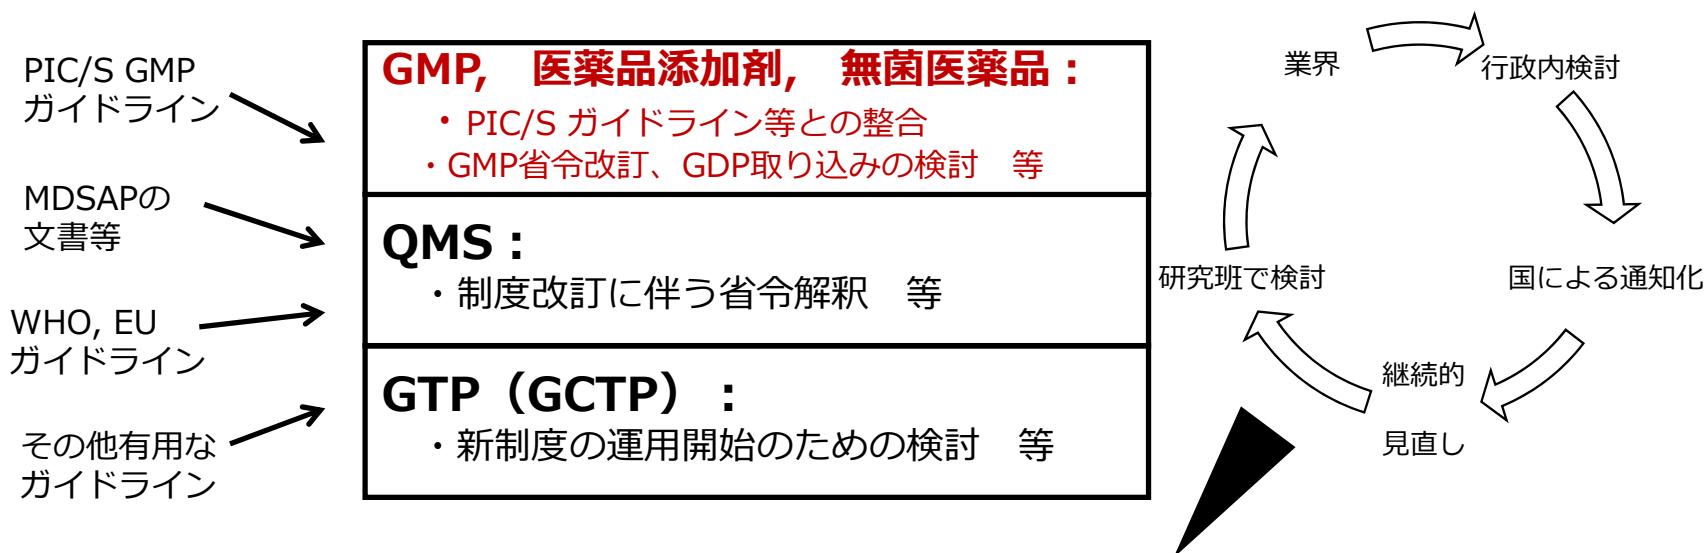 PIC/S GMP
ガイドライン
MDSAPの
文書等
WHO, EU
ガイドライン
その他有用な
ガイドライン
GMP, 医薬品添加剤, 無菌医薬品：
・PIC/S ガイドライン等との整合
・GMP省令改訂、GDP取り込みの検討　等
QMS：
・制度改訂に伴う省令解釈　等
GTP（GCTP）：
・新制度の運用開始のための検討　等
業界
行政内検討
研究班で検討
国による通知化
継続的
見直し